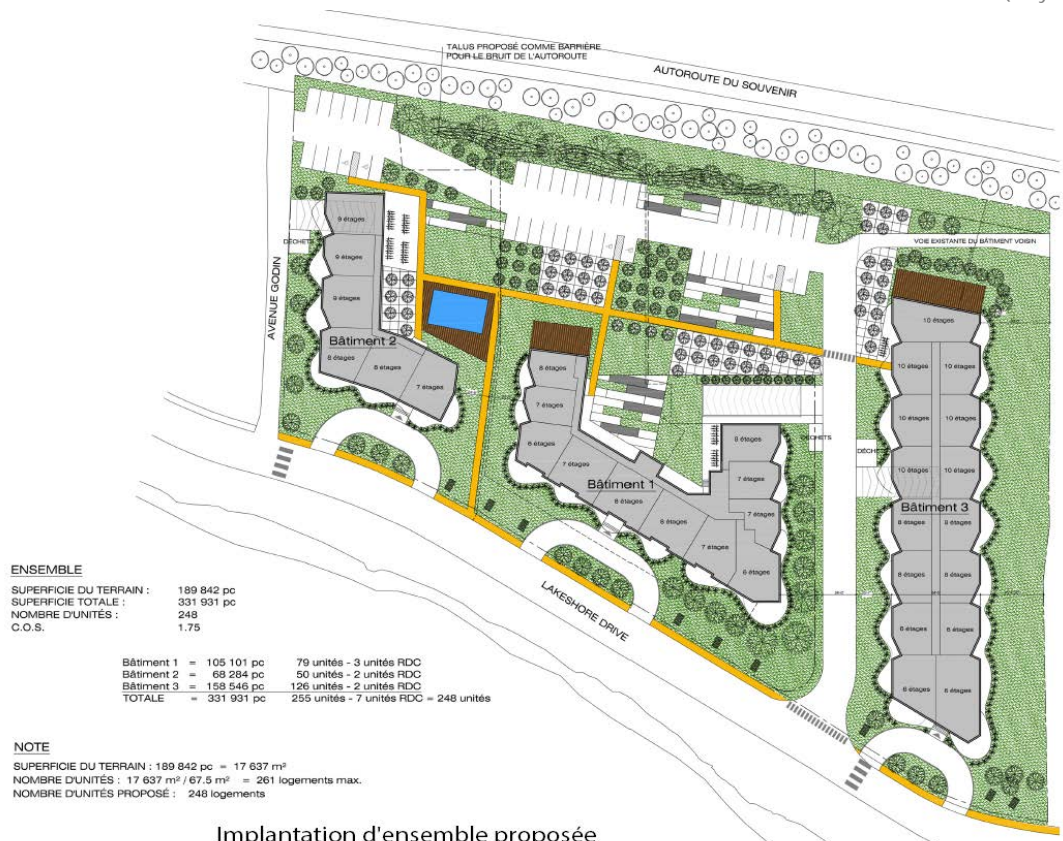 TALUS PROPOSÉ COMME BARRIÈRE
POUR LE BRUIT DE L'AUTOROUTE
AUTOROUTE DU SOUVENIR
VOIE EXISTANTE DU BÂTIMENT VOISIN
AVENUE GODIN
DÉCHETS
9 étages
9 étages
9 étages
Bâtiment 2
8 étages
8 étages
7 étages
8 étages
7 étages
6 étages
7 étages
Bâtiment 1
8 étages
8 étages
7 étages
6 étages
7 étages
7 étages
DÉCHETS
DÉCHETS
10 étages
10 étages
10 étages
10 étages
10 étages
10 étages
10 étages
Bâtiment 3
8 étages
8 étages
8 étages
8 étages
6 étages
6 étages
6 étages
6 étages
LAKESHORE DRIVE
ENSEMBLE
SUPERFICIE DU TERRAIN : 189 842 pc
SUPERFICIE TOTALE : 331 931 pc
NOMBRE D'UNITÉS : 248
C.O.S. 1.75
Bâtiment 1 = 105 101 pc 79 unités - 3 unités RDC
Bâtiment 2 = 68 284 pc 50 unités - 2 unités RDC
Bâtiment 3 = 158 546 pc 126 unités - 2 unités RDC
TOTALE = 331 931 pc 255 unités - 7 unités RDC = 248 unités
NOTE
SUPERFICIE DU TERRAIN : 189 842 pc = 17 637 m²
NOMBRE D'UNITÉS : 17 637 m² / 67.5 m² = 261 logements max.
NOMBRE D'UNITÉS PROPOSÉ : 248 logements
Implantation d'ensemble proposée